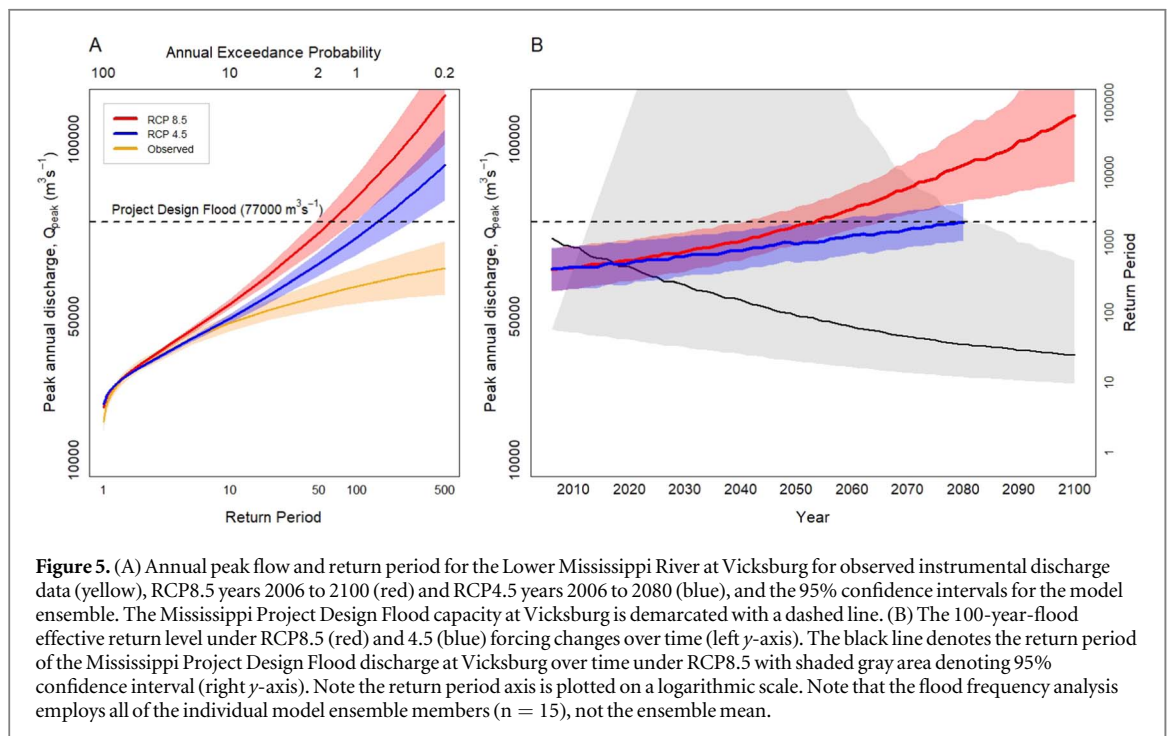 A
Annual Exceedance Probability
100 10 2 1 0.2
Peak annual discharge, Qpeak (m³s⁻¹)
100000
50000
10000
RCP 8.5
RCP 4.5
Observed
Project Design Flood (77000 m³s⁻¹)
1 10 50 100 500
Return Period
B
Peak annual discharge, Qpeak (m³s⁻¹)
100000
50000
10000
100000
10000
1000
100
10
1
Return Period
2010 2020 2030 2040 2050 2060 2070 2080 2090 2100
Year
Figure 5. (A) Annual peak flow and return period for the Lower Mississippi River at Vicksburg for observed instrumental discharge
data (yellow), RCP8.5 years 2006 to 2100 (red) and RCP4.5 years 2006 to 2080 (blue), and the 95% confidence intervals for the model
ensemble. The Mississippi Project Design Flood capacity at Vicksburg is demarcated with a dashed line. (B) The 100-year-flood
effective return level under RCP8.5 (red) and 4.5 (blue) forcing changes over time (left y-axis). The black line denotes the return period
of the Mississippi Project Design Flood discharge at Vicksburg over time under RCP8.5 with shaded gray area denoting 95%
confidence interval (right y-axis). Note the return period axis is plotted on a logarithmic scale. Note that the flood frequency analysis
employs all of the individual model ensemble members (n = 15), not the ensemble mean.